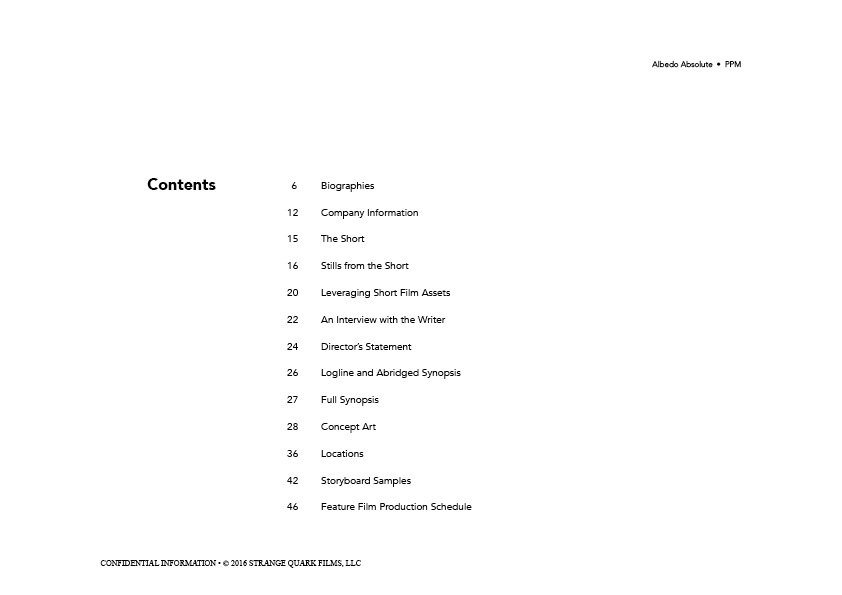 Albedo Absolute • PPM
Contents
6 Biographies
12 Company Information
15 The Short
16 Stills from the Short
20 Leveraging Short Film Assets
22 An Interview with the Writer
24 Director's Statement
26 Logline and Abridged Synopsis
27 Full Synopsis
28 Concept Art
36 Locations
42 Storyboard Samples
46 Feature Film Production Schedule
CONFIDENTIAL INFORMATION • © 2016 STRANGE QUARK FILMS, LLC